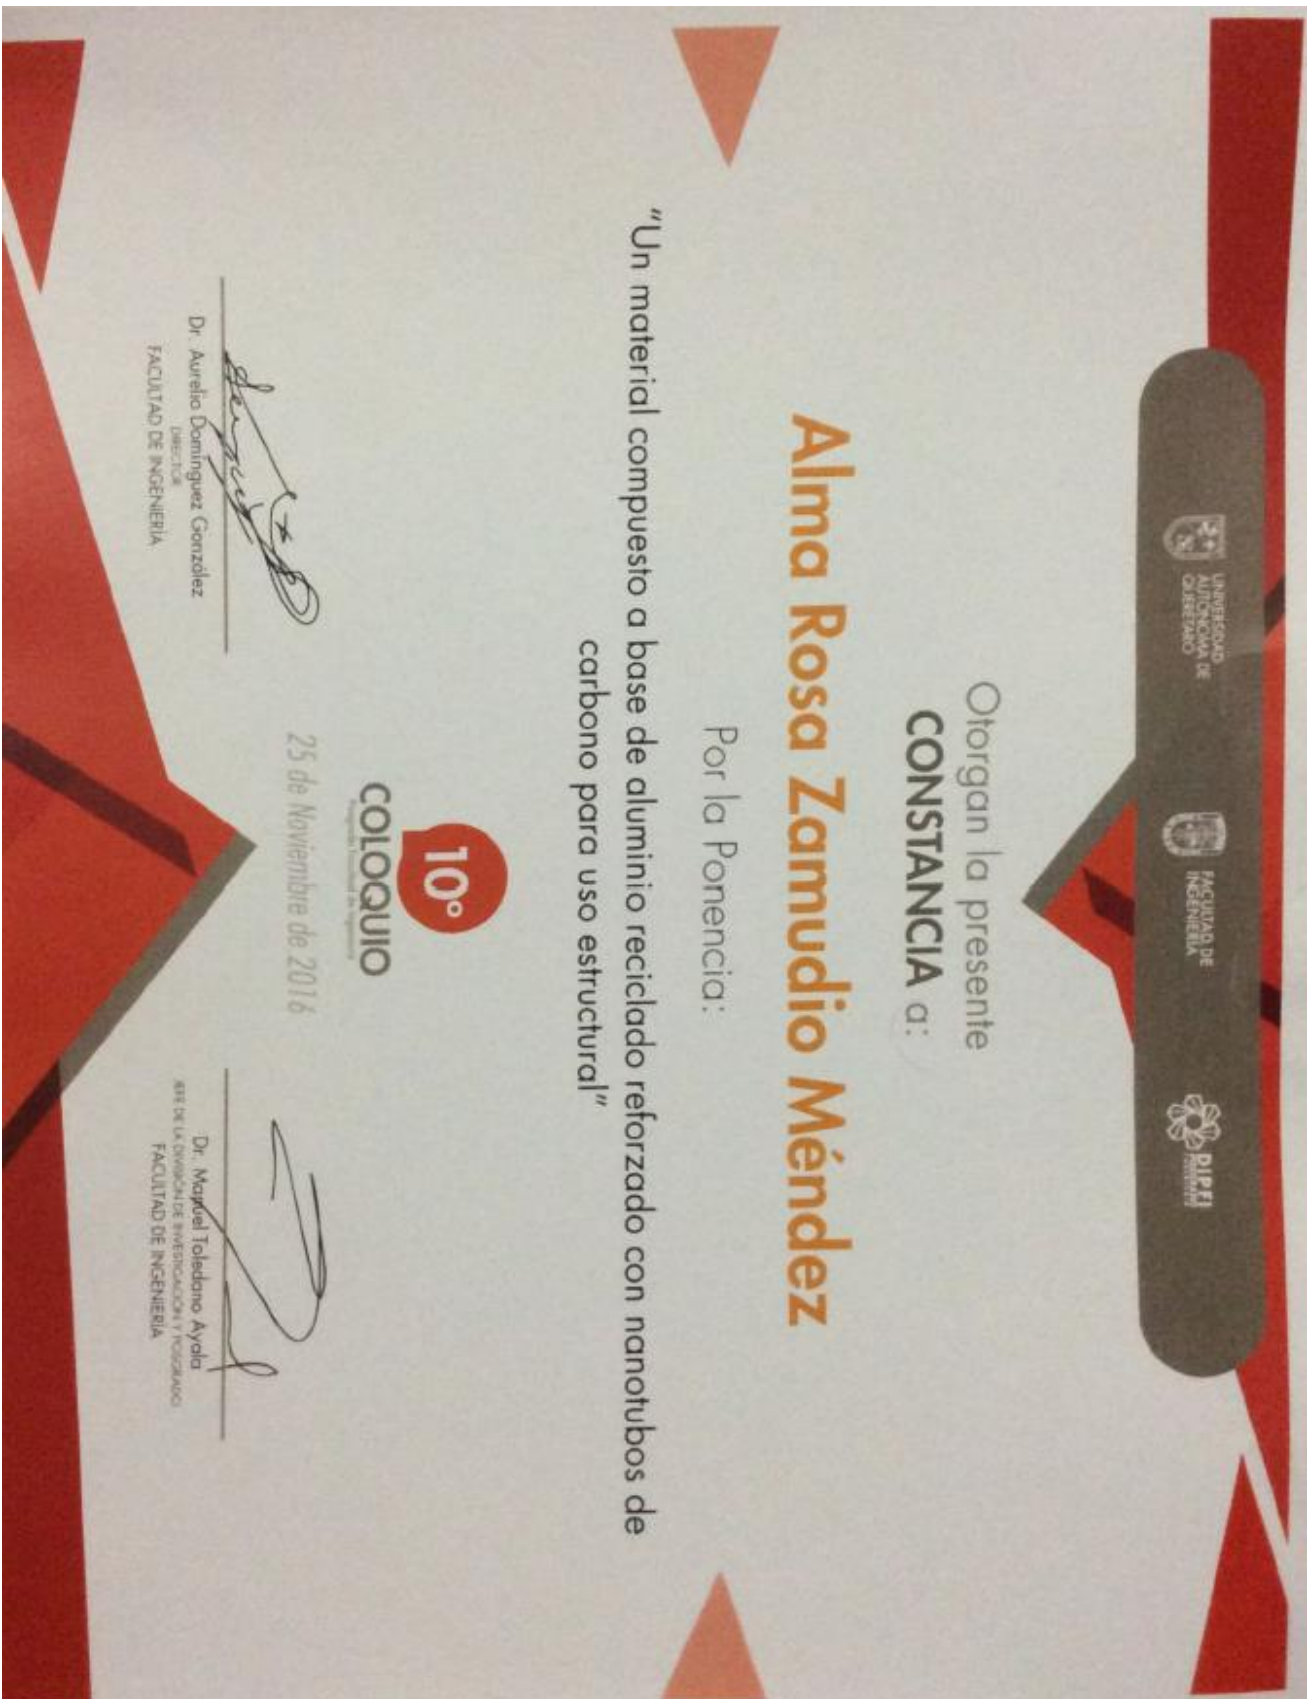 UNIVERSIDAD
AUTÓNOMA DE
QUERÉTARO
FACULTAD DE
INGENIERÍA
DIPFI
Otorgan la presente
CONSTANCIA a:
Alma Rosa Zamudio Méndez
Por la Ponencia:
"Un material compuesto a base de aluminio reciclado reforzado con nanotubos de
carbono para uso estructural"
10°
COLOQUIO
25 de Noviembre de 2016
Dr. Aurelio Domínguez González
DIRECTOR
FACULTAD DE INGENIERÍA
Dr. Manuel Toledano Ayala
JEFE DE LA DIVISIÓN DE INVESTIGACIÓN Y POSGRADO
FACULTAD DE INGENIERÍA